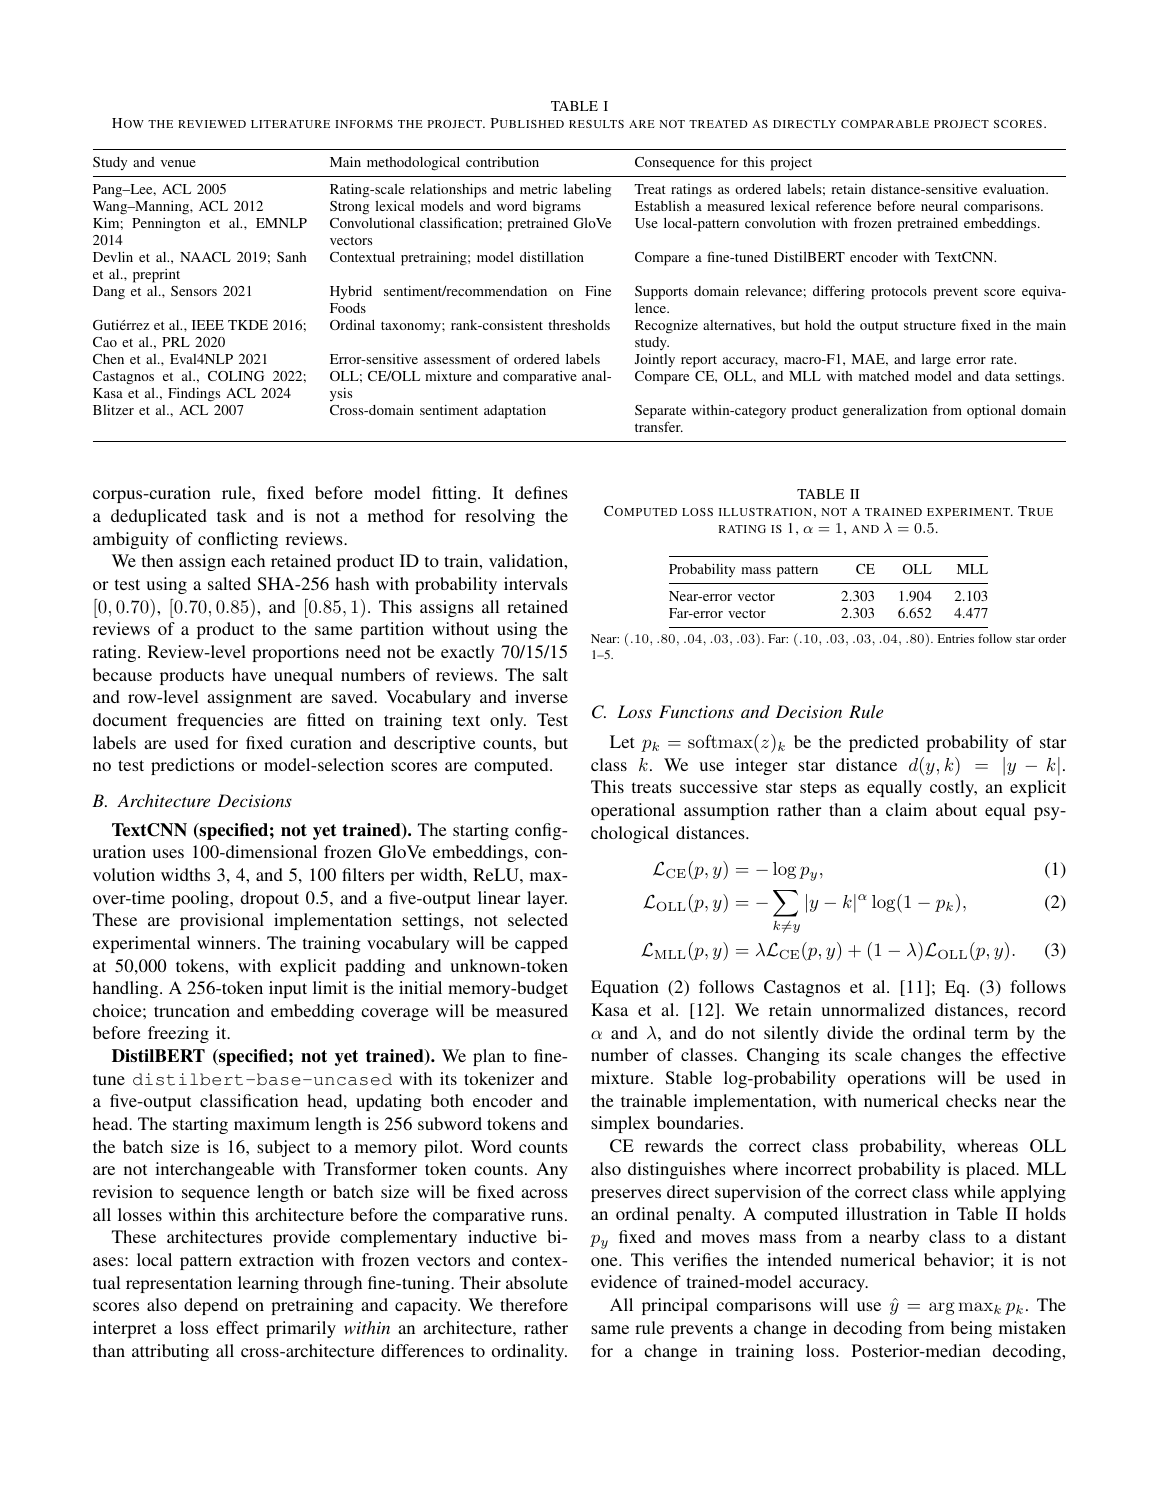 TABLE I
HOW THE REVIEWED LITERATURE INFORMS THE PROJECT. PUBLISHED RESULTS ARE NOT TREATED AS DIRECTLY COMPARABLE PROJECT SCORES.
Study and venue Main methodological contribution Consequence for this project
Pang–Lee, ACL 2005 Rating-scale relationships and metric labeling Treat ratings as ordered labels; retain distance-sensitive evaluation.
Wang–Manning, ACL 2012 Strong lexical models and word bigrams Establish a measured lexical reference before neural comparisons.
Kim; Pennington et al., EMNLP Convolutional classification; pretrained GloVe Use local-pattern convolution with frozen pretrained embeddings.
2014 vectors
Devlin et al., NAACL 2019; Sanh Contextual pretraining; model distillation Compare a fine-tuned DistilBERT encoder with TextCNN.
et al., preprint
Dang et al., Sensors 2021 Hybrid sentiment/recommendation on Fine Supports domain relevance; differing protocols prevent score equiva-
Foods lence.
Gutiérrez et al., IEEE TKDE 2016; Ordinal taxonomy; rank-consistent thresholds Recognize alternatives, but hold the output structure fixed in the main
Cao et al., PRL 2020 study.
Chen et al., Eval4NLP 2021 Error-sensitive assessment of ordered labels Jointly report accuracy, macro-F1, MAE, and large error rate.
Castagnos et al., COLING 2022; OLL; CE/OLL mixture and comparative anal- Compare CE, OLL, and MLL with matched model and data settings.
Kasa et al., Findings ACL 2024 ysis
Blitzer et al., ACL 2007 Cross-domain sentiment adaptation Separate within-category product generalization from optional domain
transfer.
corpus-curation rule, fixed before model fitting. It defines
a deduplicated task and is not a method for resolving the
ambiguity of conflicting reviews.
We then assign each retained product ID to train, validation,
or test using a salted SHA-256 hash with probability intervals
[0, 0.70), [0.70, 0.85), and [0.85, 1). This assigns all retained
reviews of a product to the same partition without using the
rating. Review-level proportions need not be exactly 70/15/15
because products have unequal numbers of reviews. The salt
and row-level assignment are saved. Vocabulary and inverse
document frequencies are fitted on training text only. Test
labels are used for fixed curation and descriptive counts, but
no test predictions or model-selection scores are computed.
B. Architecture Decisions
TextCNN (specified; not yet trained). The starting config-
uration uses 100-dimensional frozen GloVe embeddings, con-
volution widths 3, 4, and 5, 100 filters per width, ReLU, max-
over-time pooling, dropout 0.5, and a five-output linear layer.
These are provisional implementation settings, not selected
experimental winners. The training vocabulary will be capped
at 50,000 tokens, with explicit padding and unknown-token
handling. A 256-token input limit is the initial memory-budget
choice; truncation and embedding coverage will be measured
before freezing it.
DistilBERT (specified; not yet trained). We plan to fine-
tune distilbert-base-uncased with its tokenizer and
a five-output classification head, updating both encoder and
head. The starting maximum length is 256 subword tokens and
the batch size is 16, subject to a memory pilot. Word counts
are not interchangeable with Transformer token counts. Any
revision to sequence length or batch size will be fixed across
all losses within this architecture before the comparative runs.
These architectures provide complementary inductive bi-
ases: local pattern extraction with frozen vectors and contex-
tual representation learning through fine-tuning. Their absolute
scores also depend on pretraining and capacity. We therefore
interpret a loss effect primarily within an architecture, rather
than attributing all cross-architecture differences to ordinality.
TABLE II
COMPUTED LOSS ILLUSTRATION, NOT A TRAINED EXPERIMENT. TRUE
RATING IS 1, α = 1, AND λ = 0.5.
Probability mass pattern CE OLL MLL
Near-error vector 2.303 1.904 2.103
Far-error vector 2.303 6.652 4.477
Near: (.10, .80, .04, .03, .03). Far: (.10, .03, .03, .04, .80). Entries follow star order
1–5.
C. Loss Functions and Decision Rule
Let pₖ = softmax(z)ₖ be the predicted probability of star
class k. We use integer star distance d(y, k) = |y − k|.
This treats successive star steps as equally costly, an explicit
operational assumption rather than a claim about equal psy-
chological distances.
ℒ_CE(p, y) = − log p_y, (1)
ℒ_OLL(p, y) = − ∑_{k≠y} |y − k|^α log(1 − pₖ), (2)
ℒ_MLL(p, y) = λℒ_CE(p, y) + (1 − λ)ℒ_OLL(p, y). (3)
Equation (2) follows Castagnos et al. [11]; Eq. (3) follows
Kasa et al. [12]. We retain unnormalized distances, record
α and λ, and do not silently divide the ordinal term by the
number of classes. Changing its scale changes the effective
mixture. Stable log-probability operations will be used in
the trainable implementation, with numerical checks near the
simplex boundaries.
CE rewards the correct class probability, whereas OLL
also distinguishes where incorrect probability is placed. MLL
preserves direct supervision of the correct class while applying
an ordinal penalty. A computed illustration in Table II holds
p_y fixed and moves mass from a nearby class to a distant
one. This verifies the intended numerical behavior; it is not
evidence of trained-model accuracy.
All principal comparisons will use ŷ = arg maxₖ pₖ. The
same rule prevents a change in decoding from being mistaken
for a change in training loss. Posterior-median decoding,